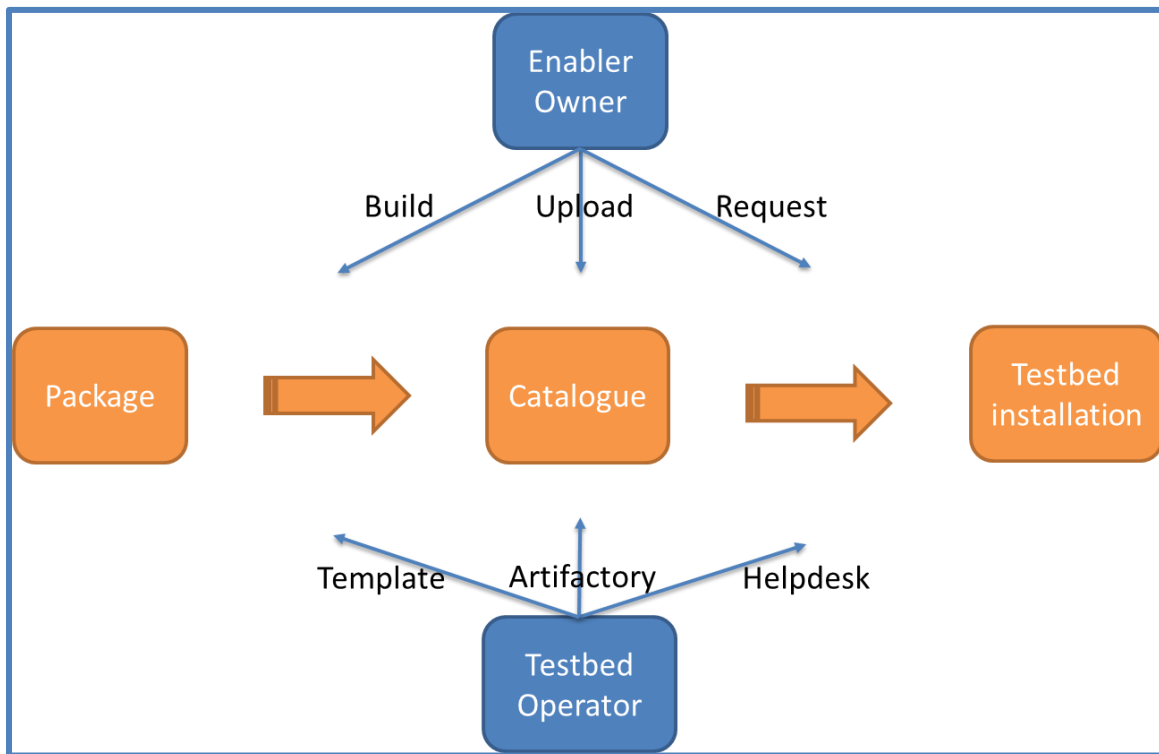 Enabler
Owner
Build
Upload
Request
Package
Catalogue
Testbed
installation
Template
Artifactory
Helpdesk
Testbed
Operator